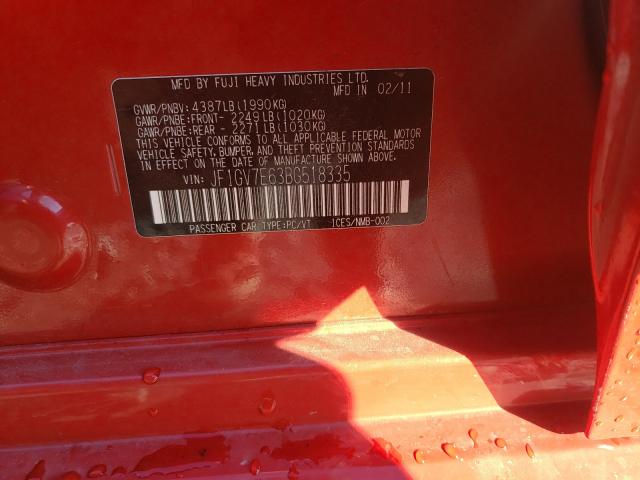 MFD BY FUJI HEAVY INDUSTRIES LTD.
MFD IN 02/11
GVWR/PNBV: 4387LB(1990KG)
GAWR/PNBE:FRONT- 2249LB(1020KG)
GAWR/PNBE:REAR - 2271LB(1030KG)
THIS VEHICLE CONFORMS TO ALL APPLICABLE FEDERAL MOTOR
VEHICLE SAFETY, BUMPER, AND THEFT PREVENTION STANDARDS
IN EFFECT ON THE DATE OF MANUFACTURE SHOWN ABOVE.
VIN: JF1GV7E63BG518335
PASSENGER CAR TYPE:PC/VT ICES/NMB-002